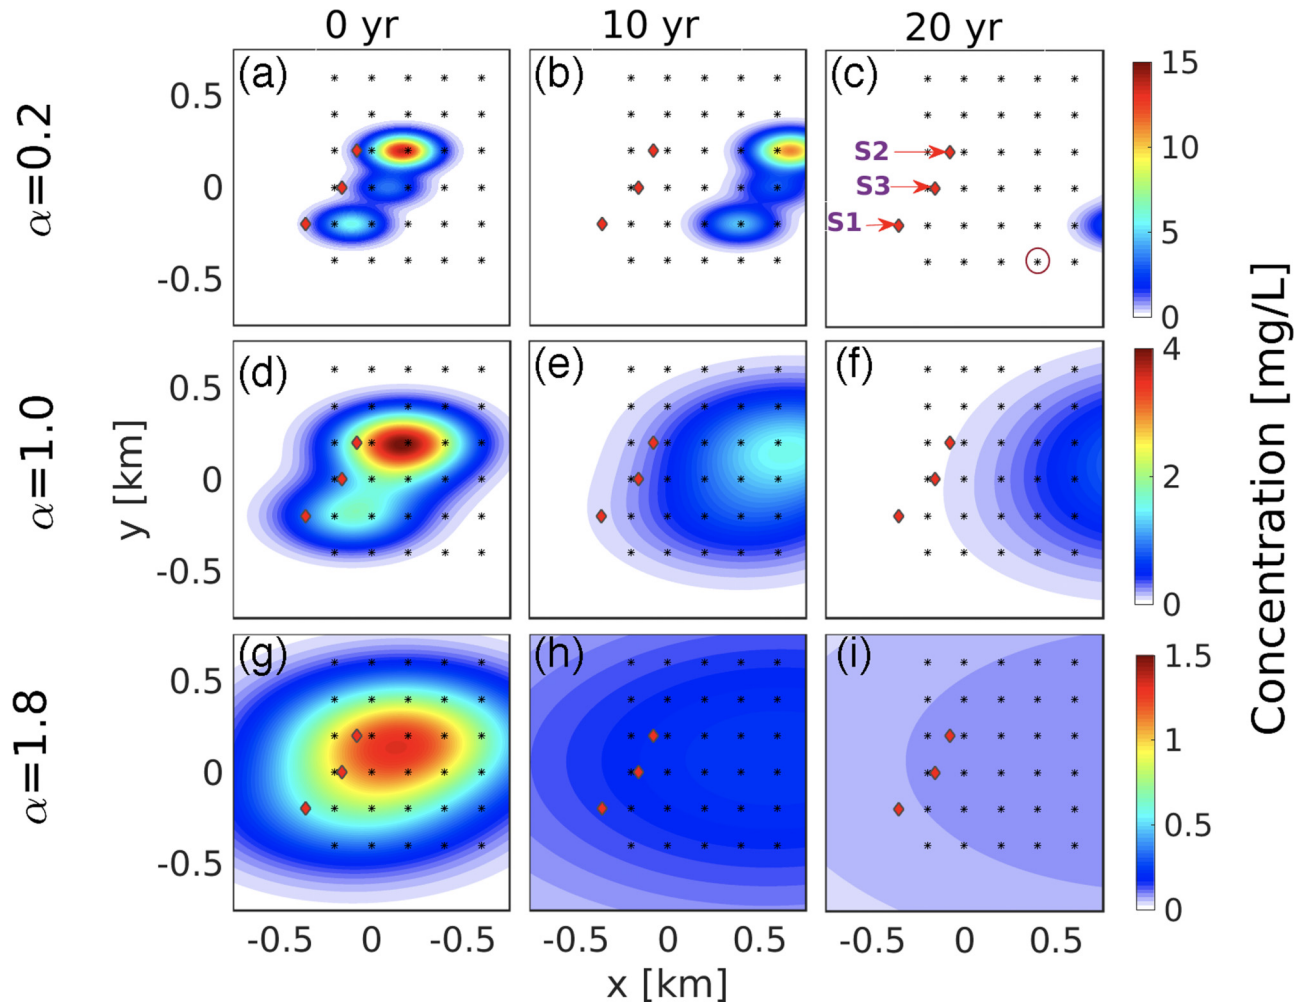 0 yr 10 yr 20 yr
α=0.2
(a) (b) (c)
0.5
0
-0.5
S2
S3
S1
15
10
5
0
α=1.0
y [km]
(d) (e) (f)
0.5
0
-0.5
4
2
0
Concentration [mg/L]
α=1.8
(g) (h) (i)
0.5
0
-0.5
1.5
1
0.5
0
-0.5 0 -0.5 0 0.5 -0.5 0 0.5
x [km]